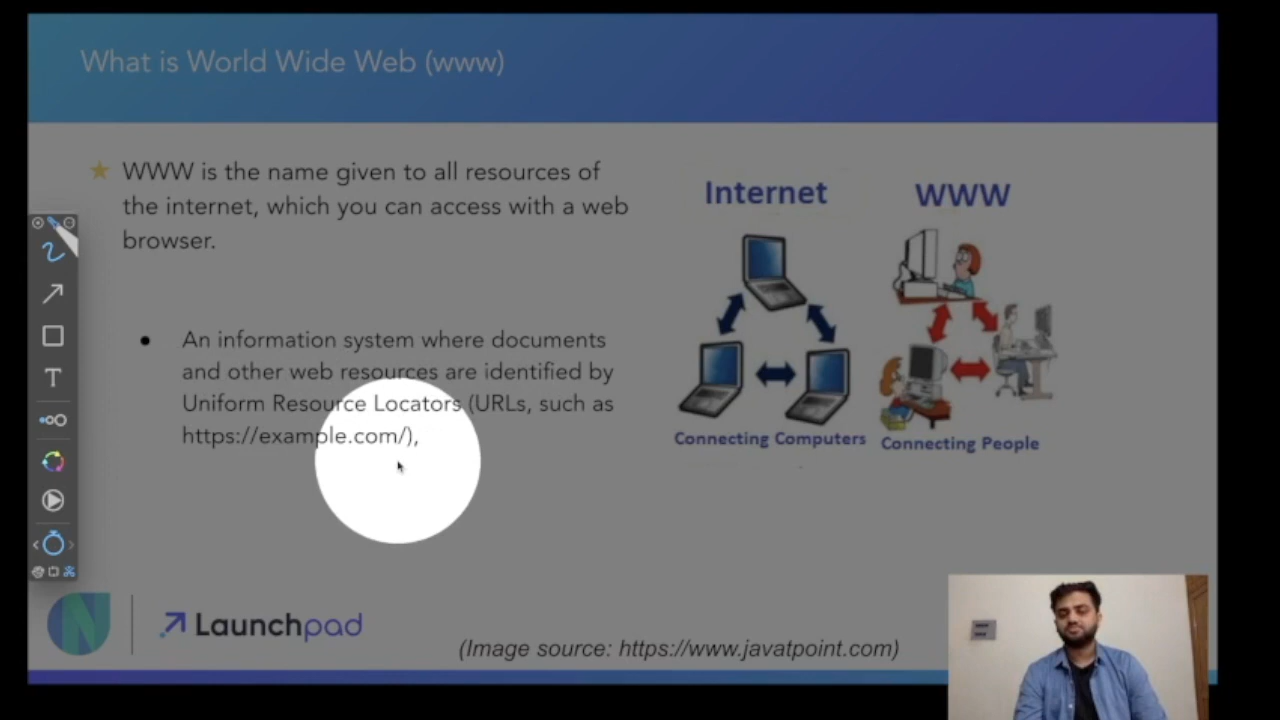 What is World Wide Web (www)
WWW is the name given to all resources of
the internet, which you can access with a web
browser.
An information system where documents
and other web resources are identified by
Uniform Resource Locators (URLs, such as
https://example.com/),
Internet
WWW
Connecting Computers
Connecting People
T
N
Launchpad
(Image source: https://www.javatpoint.com)